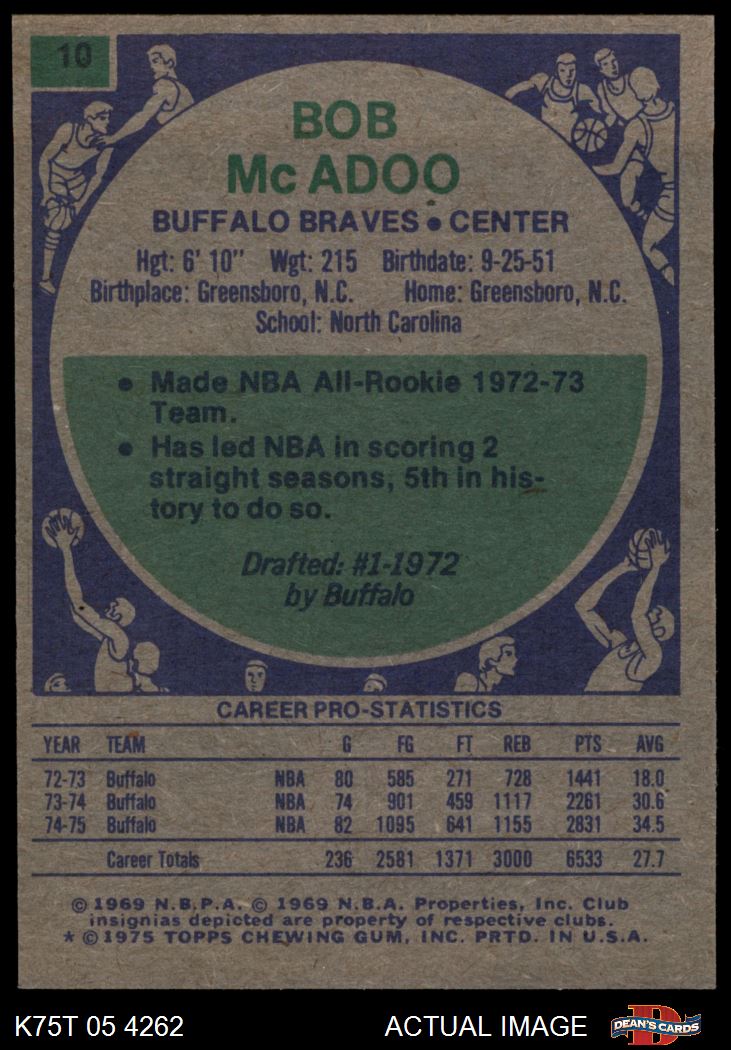 10
BOB
Mc ADOO
BUFFALO BRAVES • CENTER
Hgt: 6' 10" Wgt: 215 Birthdate: 9-25-51
Birthplace: Greensboro, N.C. Home: Greensboro, N.C.
School: North Carolina
• Made NBA All-Rookie 1972-73
Team.
• Has led NBA in scoring 2
straight seasons, 5th in his-
tory to do so.
Drafted: #1-1972
by Buffalo
CAREER PRO-STATISTICS
YEAR TEAM G FG FT REB PTS AVG
72-73 Buffalo NBA 80 585 271 728 1441 18.0
73-74 Buffalo NBA 74 901 459 1117 2261 30.6
74-75 Buffalo NBA 82 1095 641 1155 2831 34.5
Career Totals 236 2581 1371 3000 6533 27.7
© 1969 N.B.P.A. © 1969 N.B.A. Properties, Inc. Club
insignias depicted are property of respective clubs.
* © 1975 TOPPS CHEWING GUM, INC. PRTD. IN U.S.A.
K75T 05 4262 ACTUAL IMAGE D DEAN'S CARDS